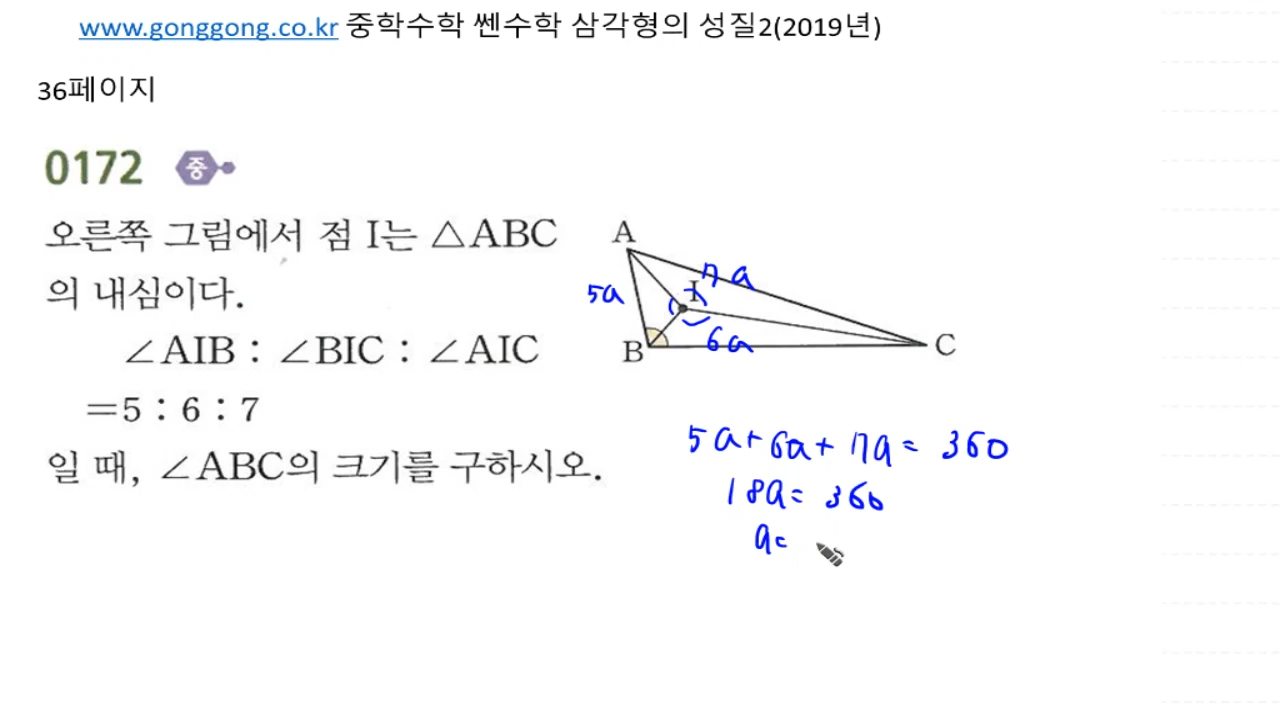 www.gonggong.co.kr 중학수학 쎈수학 삼각형의 성질2(2019년)
36페이지
0172 중
오른쪽 그림에서 점 I는 △ABC
의 내심이다.
∠AIB : ∠BIC : ∠AIC
=5 : 6 : 7
일 때, ∠ABC의 크기를 구하시오.
A
7a
5a
I
6a
B
C
5a+6a+7a= 360
18a= 360
a=